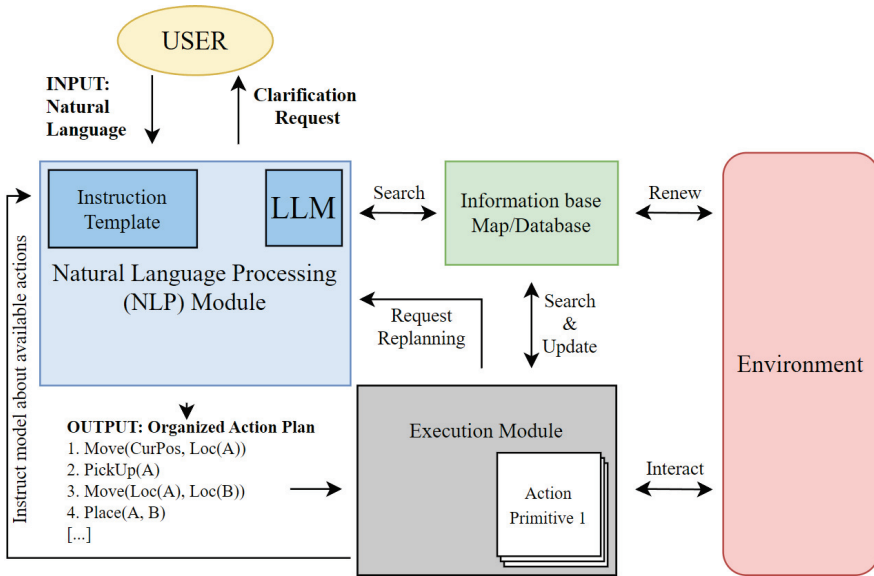 USER
INPUT:
Natural
Language
Clarification
Request
Instruction
Template
LLM
Natural Language Processing
(NLP) Module
Search
Information base
Map/Database
Renew
Environment
Request
Replanning
Search
&
Update
Instruct model about available actions
OUTPUT: Organized Action Plan
1. Move(CurPos, Loc(A))
2. PickUp(A)
3. Move(Loc(A), Loc(B))
4. Place(A, B)
[...]
Execution Module
Action
Primitive 1
Interact